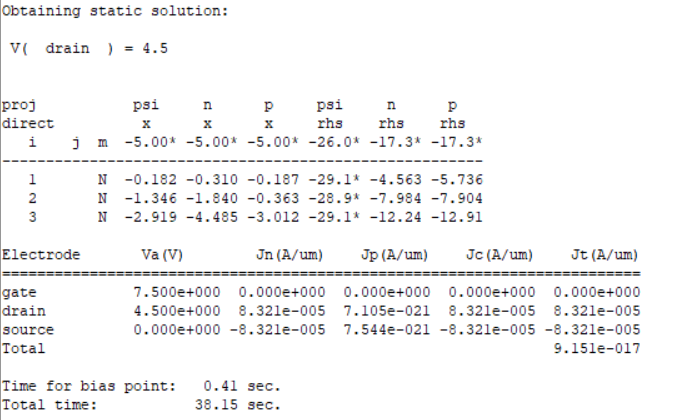 Obtaining static solution:
V(  drain  ) = 4.5
proj            psi    n      p     psi     n      p
direct           x     x      x     rhs    rhs    rhs
   i    j  m  -5.00* -5.00* -5.00* -26.0* -17.3* -17.3*
-------------------------------------------------------
   1       N  -0.182 -0.310 -0.187 -29.1* -4.563 -5.736
   2       N  -1.346 -1.840 -0.363 -28.9* -7.984 -7.904
   3       N  -2.919 -4.485 -3.012 -29.1* -12.24 -12.91
Electrode       Va(V)        Jn(A/um)    Jp(A/um)    Jc(A/um)    Jt(A/um)
==========================================================================
gate           7.500e+000  0.000e+000  0.000e+000  0.000e+000  0.000e+000
drain          4.500e+000  8.321e-005  7.105e-021  8.321e-005  8.321e-005
source         0.000e+000 -8.321e-005  7.544e-021 -8.321e-005 -8.321e-005
Total                                                          9.151e-017
Time for bias point:   0.41 sec.
Total time:           38.15 sec.